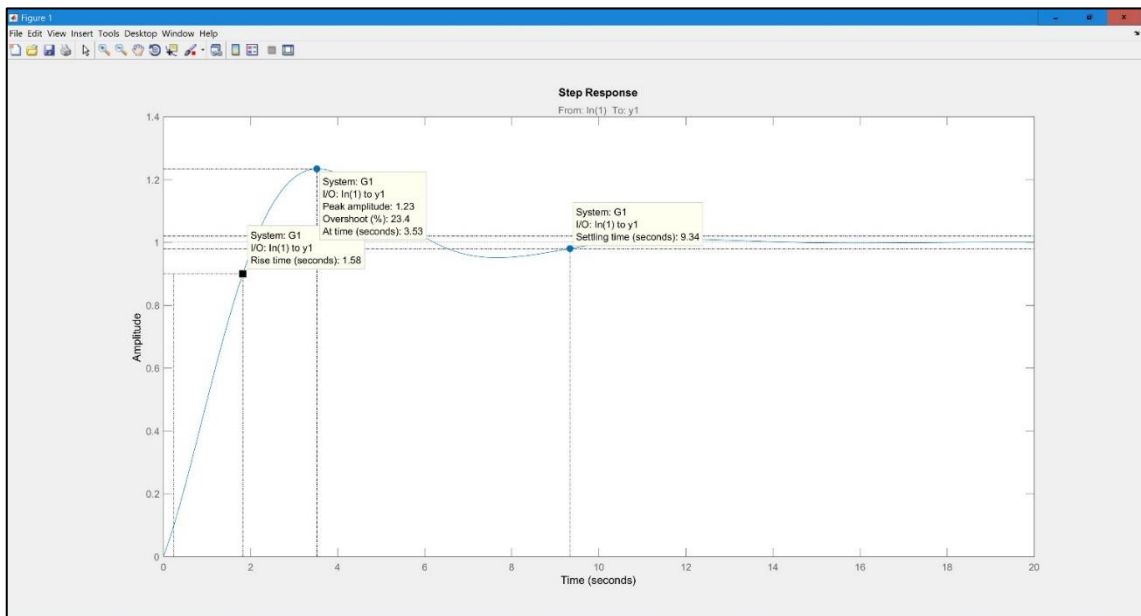 Figure 1
File Edit View Insert Tools Desktop Window Help
Step Response
From: In(1) To: y1
1.4
1.2
1
0.8
0.6
0.4
0.2
0
Amplitude
System: G1
I/O: In(1) to y1
Peak amplitude: 1.23
Overshoot (%): 23.4
At time (seconds): 3.53
System: G1
I/O: In(1) to y1
Rise time (seconds): 1.58
System: G1
I/O: In(1) to y1
Settling time (seconds): 9.34
0 2 4 6 8 10 12 14 16 18 20
Time (seconds)